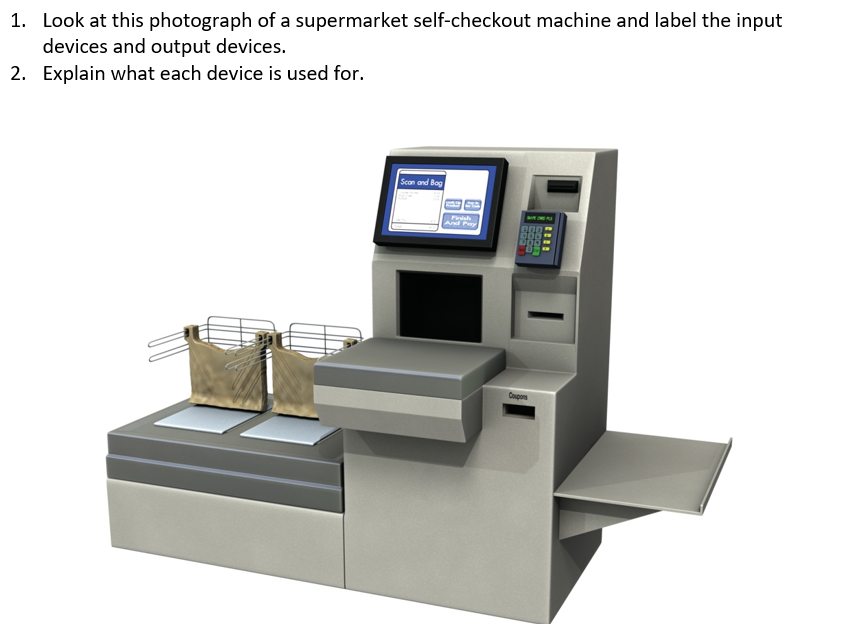 1. Look at this photograph of a supermarket self-checkout machine and label the input
devices and output devices.
2. Explain what each device is used for.
Scan and Bag
Finish
And Pay
Coupons